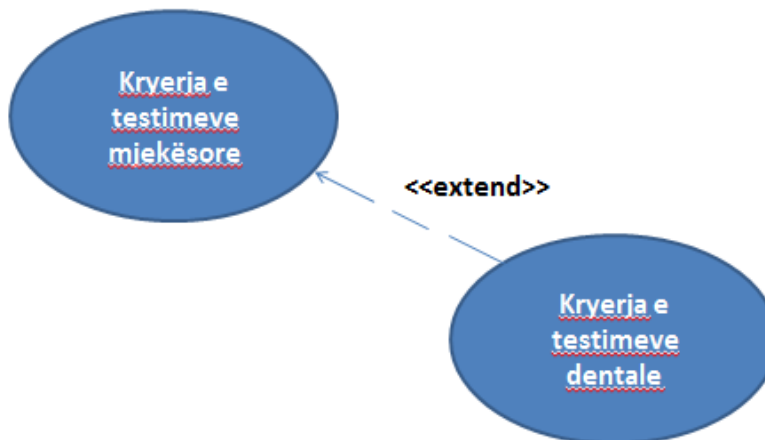 Kryerja e
testimeve
mjekësore
<<extend>>
Kryerja e
testimeve
dentale